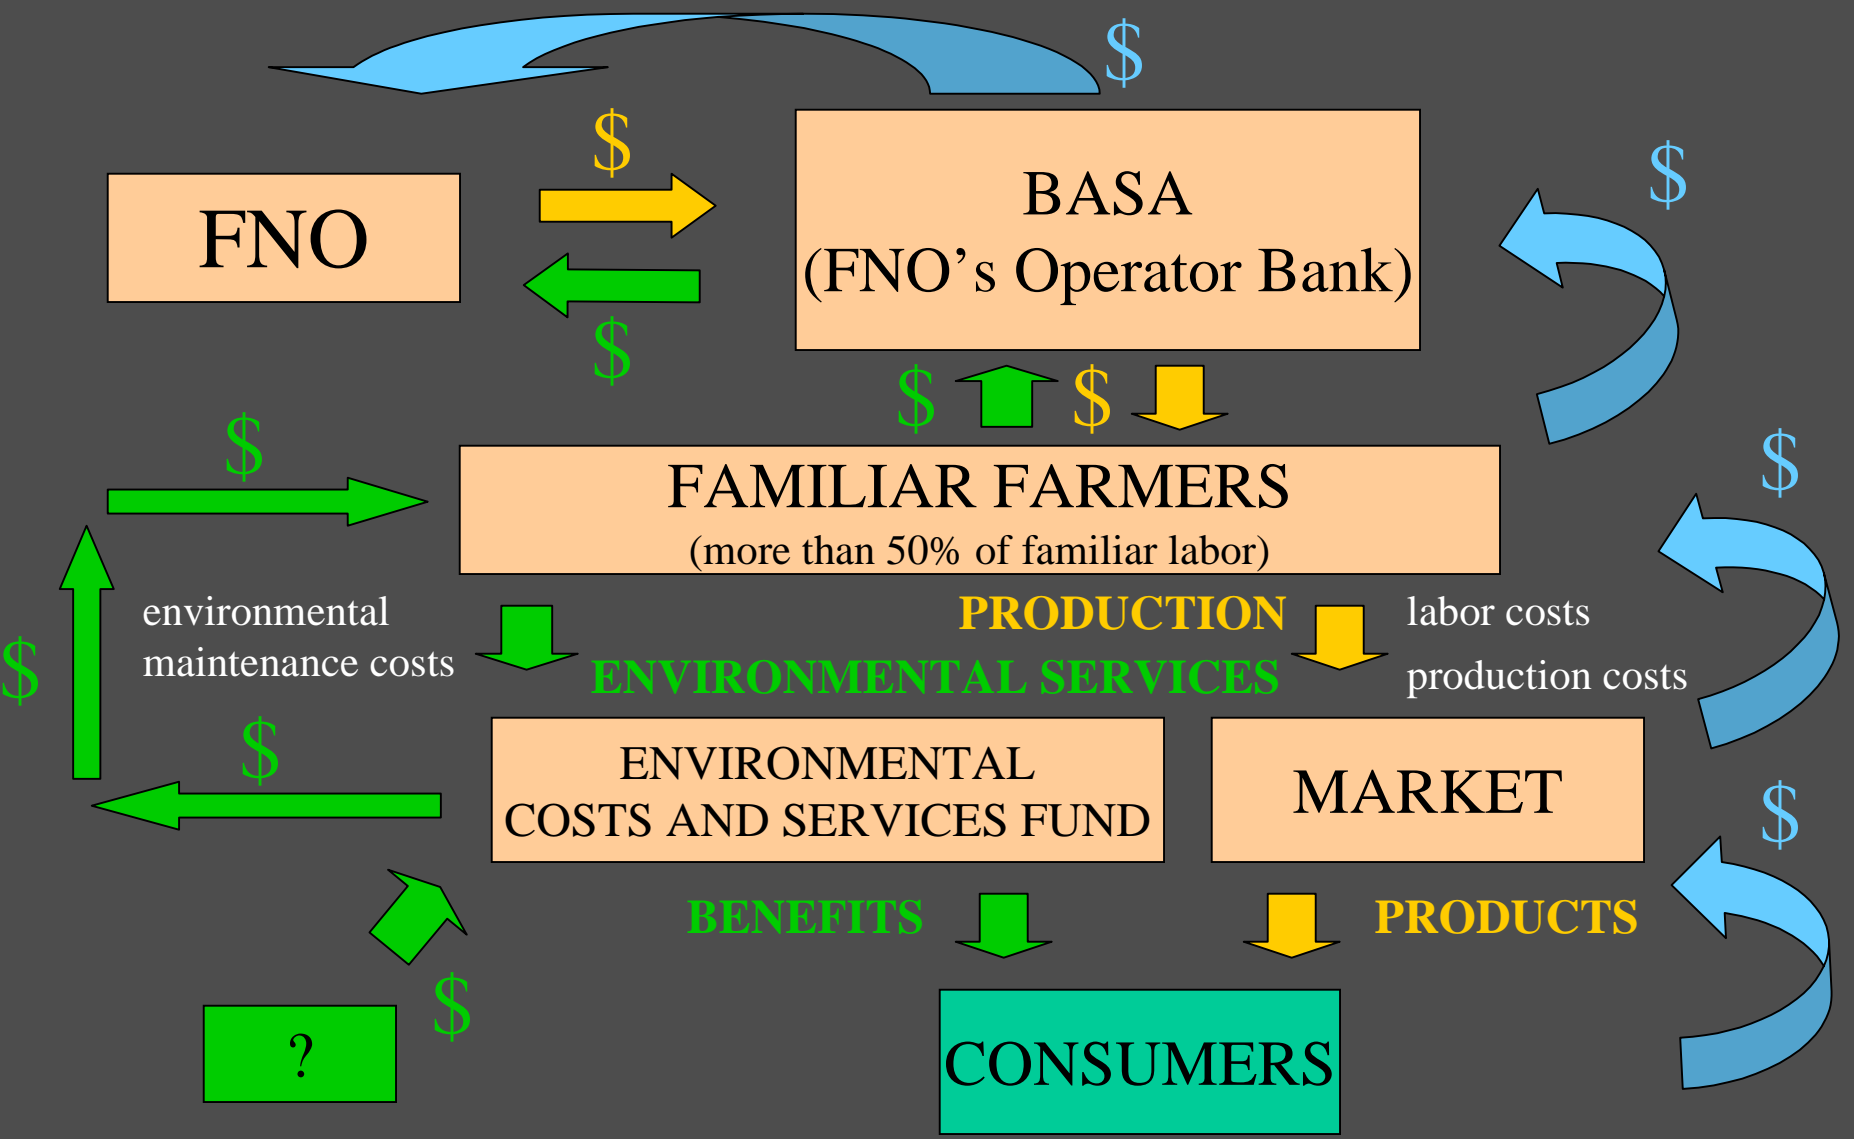 $
$
$
FNO
BASA
(FNO's Operator Bank)
$
$
$
$
FAMILIAR FARMERS
(more than 50% of familiar labor)
$
environmental
maintenance costs
PRODUCTION
labor costs
$
ENVIRONMENTAL SERVICES
production costs
$
ENVIRONMENTAL
COSTS AND SERVICES FUND
MARKET
$
BENEFITS
PRODUCTS
$
?
CONSUMERS